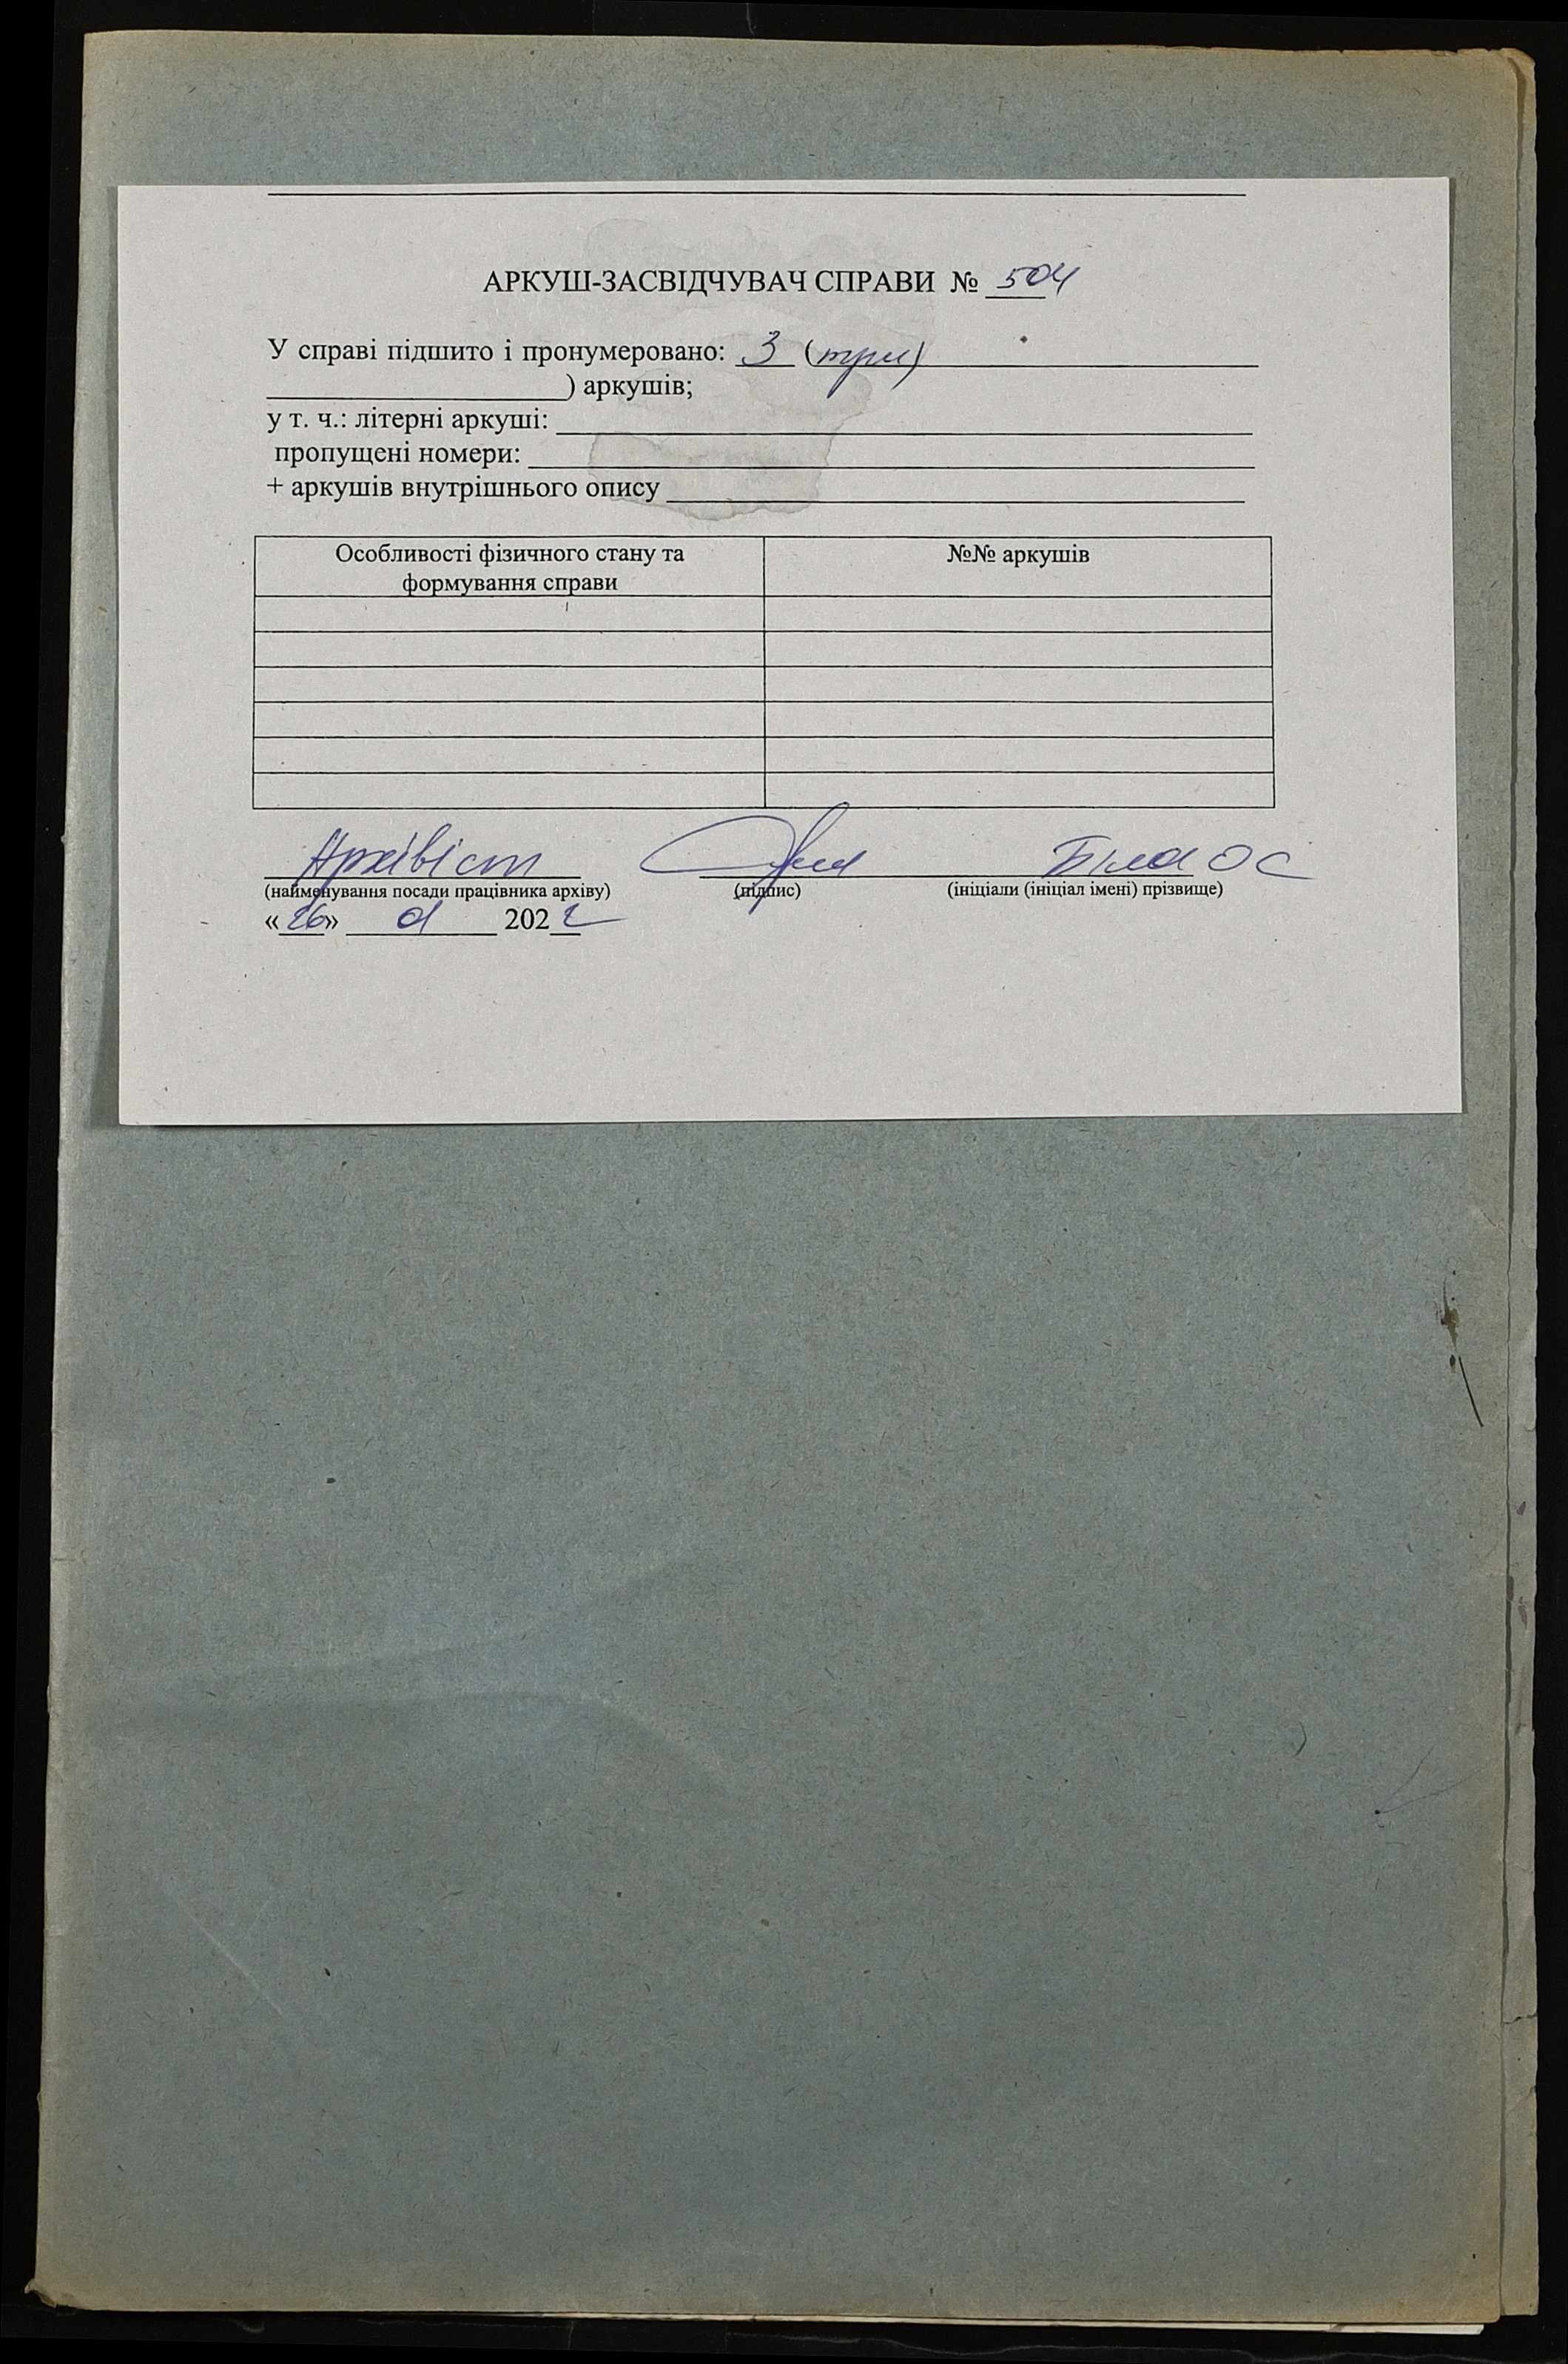 АРКУШ-ЗАСВІДЧУВАЧ СПРАВИ № 504
У справі підшито і пронумеровано: 3 (три)
) аркушів;
у т. ч.: літерні аркуші:
пропущені номери:
+ аркушів внутрішнього опису
Особливості фізичного стану та
формування справи
№№ аркушів
Архівіст Біла ОС
(найменування посади працівника архіву) (підпис) (ініціали (ініціал імені) прізвище)
«26» 2022